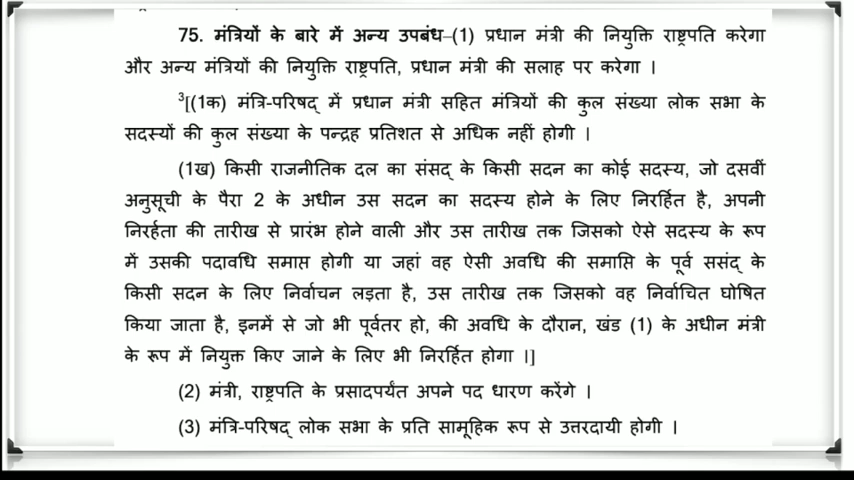 75. मंत्रियों के बारे में अन्य उपबंध–(1) प्रधान मंत्री की नियुक्ति राष्ट्रपति करेगा
और अन्य मंत्रियों की नियुक्ति राष्ट्रपति, प्रधान मंत्री की सलाह पर करेगा ।
3[(1क) मंत्रि-परिषद् में प्रधान मंत्री सहित मंत्रियों की कुल संख्या लोक सभा के
सदस्यों की कुल संख्या के पन्द्रह प्रतिशत से अधिक नहीं होगी ।
(1ख) किसी राजनीतिक दल का संसद् के किसी सदन का कोई सदस्य, जो दसवीं
अनुसूची के पैरा 2 के अधीन उस सदन का सदस्य होने के लिए निरर्हित है, अपनी
निरर्हता की तारीख से प्रारंभ होने वाली और उस तारीख तक जिसको ऐसे सदस्य के रूप
में उसकी पदावधि समाप्त होगी या जहां वह ऐसी अवधि की समाप्ति के पूर्व ससंद् के
किसी सदन के लिए निर्वाचन लड़ता है, उस तारीख तक जिसको वह निर्वाचित घोषित
किया जाता है, इनमें से जो भी पूर्वतर हो, की अवधि के दौरान, खंड (1) के अधीन मंत्री
के रूप में नियुक्त किए जाने के लिए भी निरर्हित होगा ।]
(2) मंत्री, राष्ट्रपति के प्रसादपर्यंत अपने पद धारण करेंगे ।
(3) मंत्रि-परिषद् लोक सभा के प्रति सामूहिक रूप से उत्तरदायी होगी ।